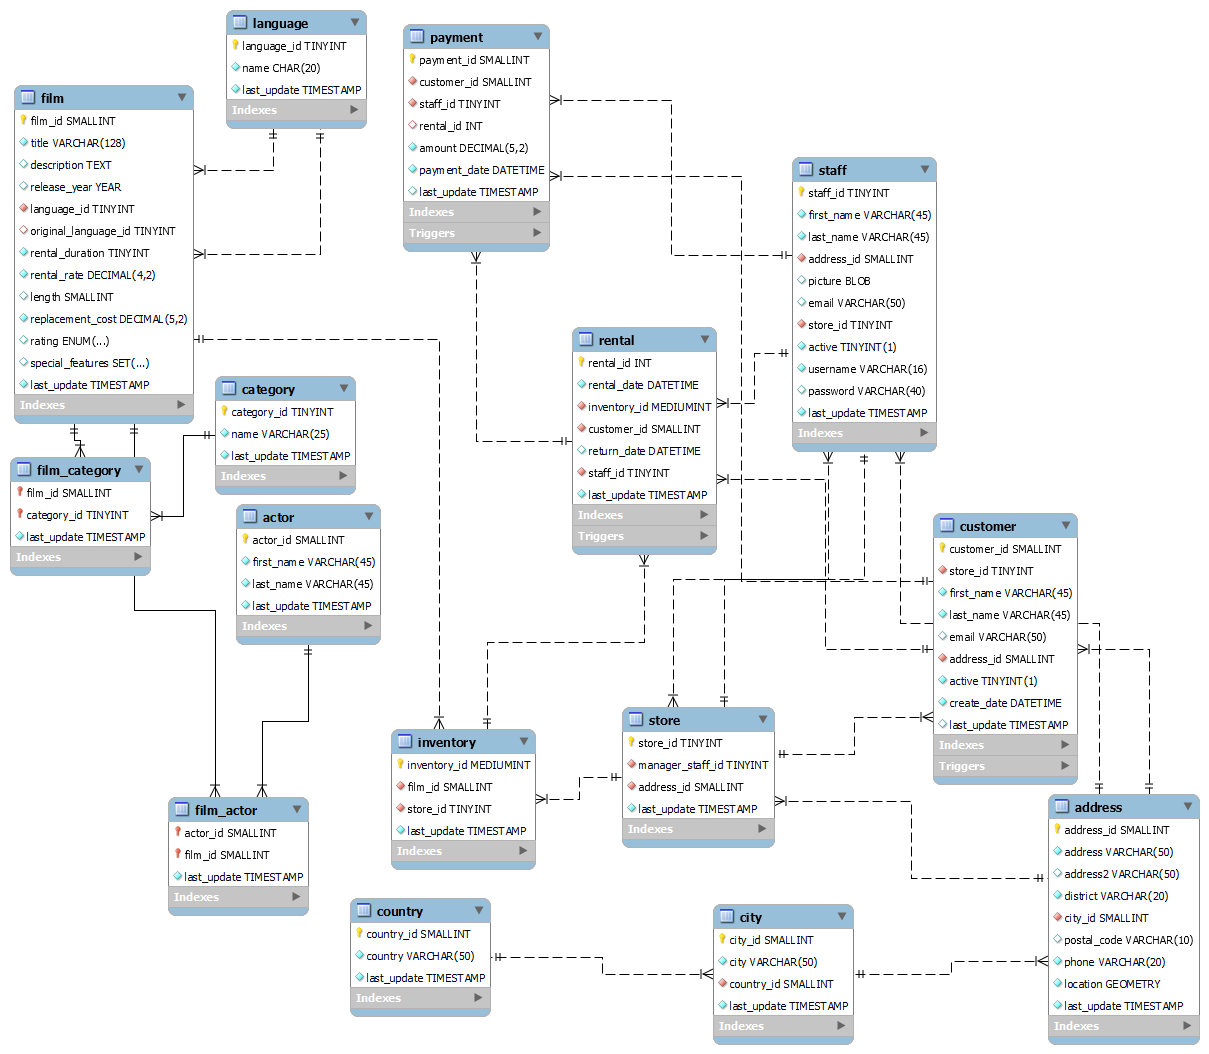 language
language_id TINYINT
name CHAR(20)
last_update TIMESTAMP
Indexes
payment
payment_id SMALLINT
customer_id SMALLINT
staff_id TINYINT
rental_id INT
amount DECIMAL(5,2)
payment_date DATETIME
last_update TIMESTAMP
Indexes
Triggers
film
film_id SMALLINT
title VARCHAR(128)
description TEXT
release_year YEAR
language_id TINYINT
original_language_id TINYINT
rental_duration TINYINT
rental_rate DECIMAL(4,2)
length SMALLINT
replacement_cost DECIMAL(5,2)
rating ENUM(...)
special_features SET(...)
last_update TIMESTAMP
Indexes
staff
staff_id TINYINT
first_name VARCHAR(45)
last_name VARCHAR(45)
address_id SMALLINT
picture BLOB
email VARCHAR(50)
store_id TINYINT
active TINYINT(1)
username VARCHAR(16)
password VARCHAR(40)
last_update TIMESTAMP
Indexes
rental
rental_id INT
rental_date DATETIME
inventory_id MEDIUMINT
customer_id SMALLINT
return_date DATETIME
staff_id TINYINT
last_update TIMESTAMP
Indexes
Triggers
category
category_id TINYINT
name VARCHAR(25)
last_update TIMESTAMP
Indexes
film_category
film_id SMALLINT
category_id TINYINT
last_update TIMESTAMP
Indexes
actor
actor_id SMALLINT
first_name VARCHAR(45)
last_name VARCHAR(45)
last_update TIMESTAMP
Indexes
customer
customer_id SMALLINT
store_id TINYINT
first_name VARCHAR(45)
last_name VARCHAR(45)
email VARCHAR(50)
address_id SMALLINT
active TINYINT(1)
create_date DATETIME
last_update TIMESTAMP
Indexes
Triggers
store
store_id TINYINT
manager_staff_id TINYINT
address_id SMALLINT
last_update TIMESTAMP
Indexes
inventory
inventory_id MEDIUMINT
film_id SMALLINT
store_id TINYINT
last_update TIMESTAMP
Indexes
film_actor
actor_id SMALLINT
film_id SMALLINT
last_update TIMESTAMP
Indexes
address
address_id SMALLINT
address VARCHAR(50)
address2 VARCHAR(50)
district VARCHAR(20)
city_id SMALLINT
postal_code VARCHAR(10)
phone VARCHAR(20)
location GEOMETRY
last_update TIMESTAMP
Indexes
country
country_id SMALLINT
country VARCHAR(50)
last_update TIMESTAMP
Indexes
city
city_id SMALLINT
city VARCHAR(50)
country_id SMALLINT
last_update TIMESTAMP
Indexes